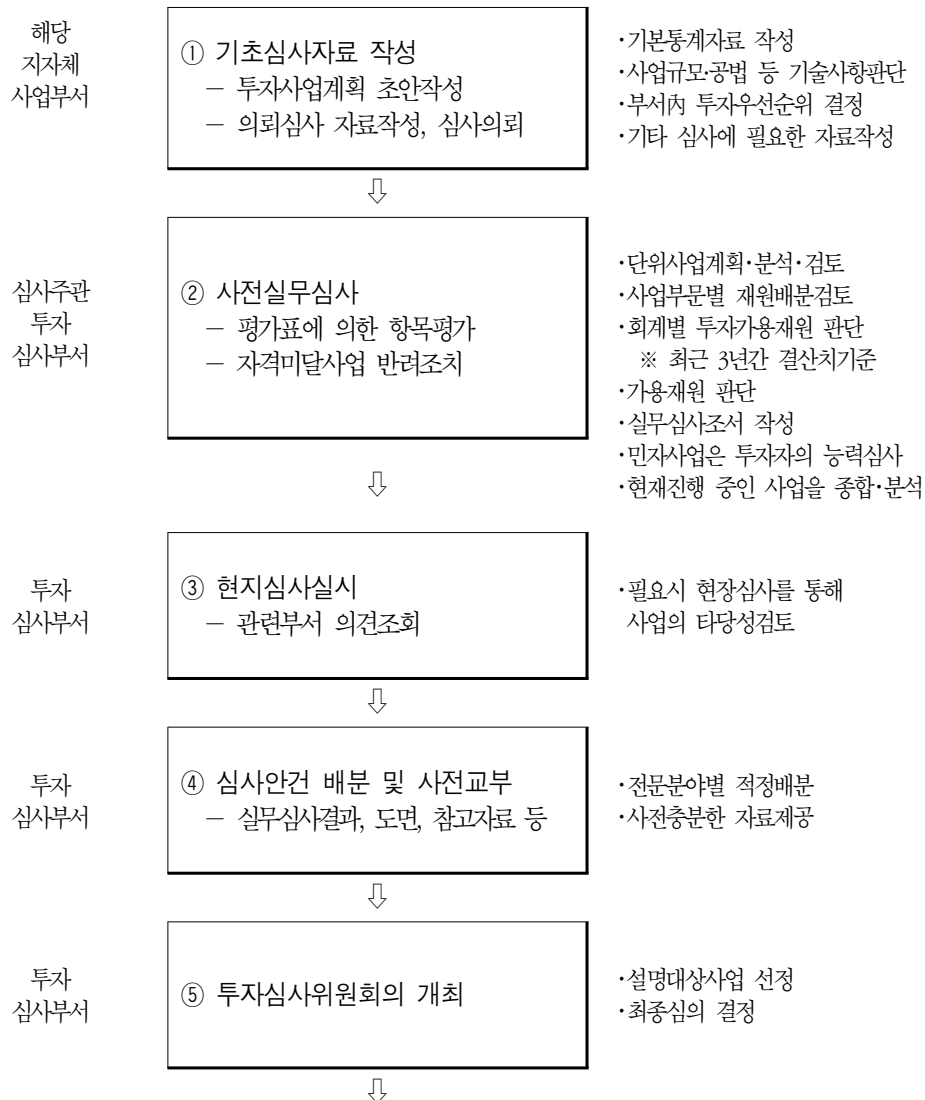 해당
지자체
사업부서
① 기초심사자료 작성
－ 투자사업계획 초안작성
－ 의뢰심사 자료작성, 심사의뢰
·기본통계자료 작성
·사업규모·공법 등 기술사항판단
·부서內 투자우선순위 결정
·기타 심사에 필요한 자료작성
⇩
심사주관
투자
심사부서
② 사전실무심사
－ 평가표에 의한 항목평가
－ 자격미달사업 반려조치
·단위사업계획·분석·검토
·사업부문별 재원배분검토
·회계별 투자가용재원 판단
※ 최근 3년간 결산치기준
·가용재원 판단
·실무심사조서 작성
·민자사업은 투자자의 능력심사
·현재진행 중인 사업을 종합·분석
⇩
투자
심사부서
③ 현지심사실시
－ 관련부서 의견조회
·필요시 현장심사를 통해
사업의 타당성검토
⇩
투자
심사부서
④ 심사안건 배분 및 사전교부
－ 실무심사결과, 도면, 참고자료 등
·전문분야별 적정배분
·사전충분한 자료제공
⇩
투자
심사부서
⑤ 투자심사위원회의 개최
·설명대상사업 선정
·최종심의 결정
⇩